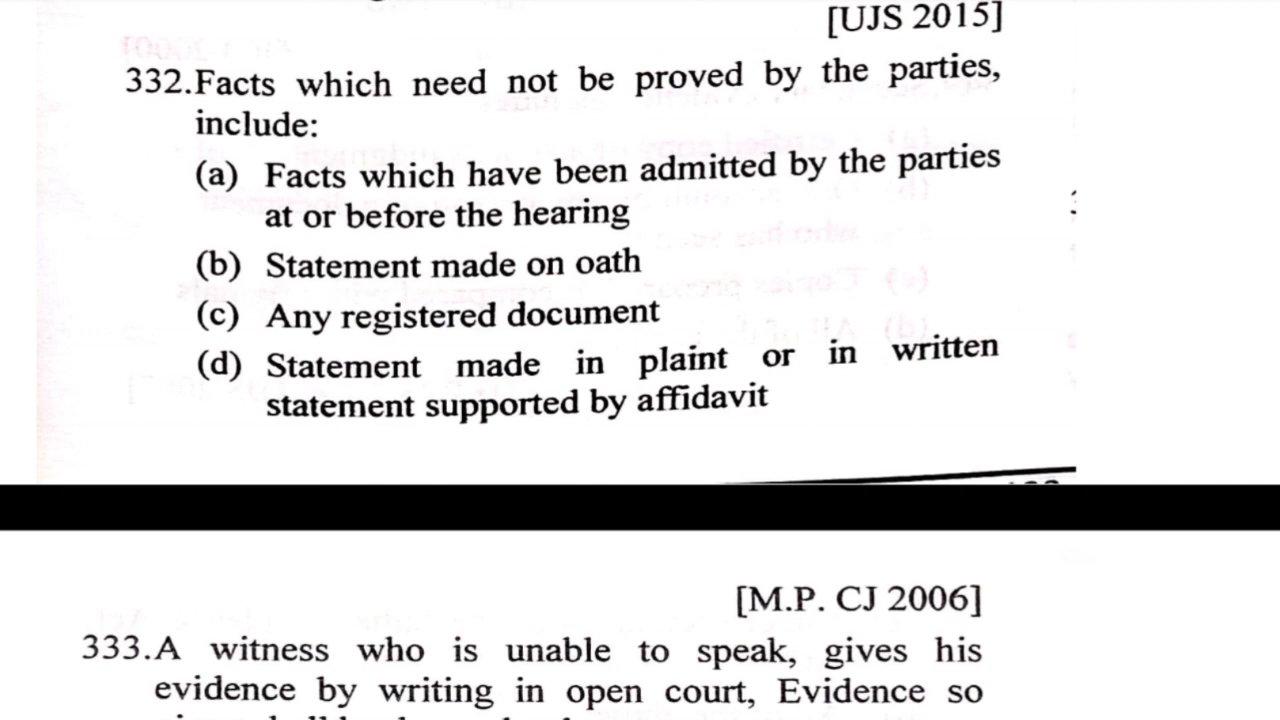 [UJS 2015]
332.Facts which need not be proved by the parties,
include:
(a) Facts which have been admitted by the parties
at or before the hearing
(b) Statement made on oath
(c) Any registered document
(d) Statement made in plaint or in written
statement supported by affidavit
[M.P. CJ 2006]
333.A witness who is unable to speak, gives his
evidence by writing in open court, Evidence so